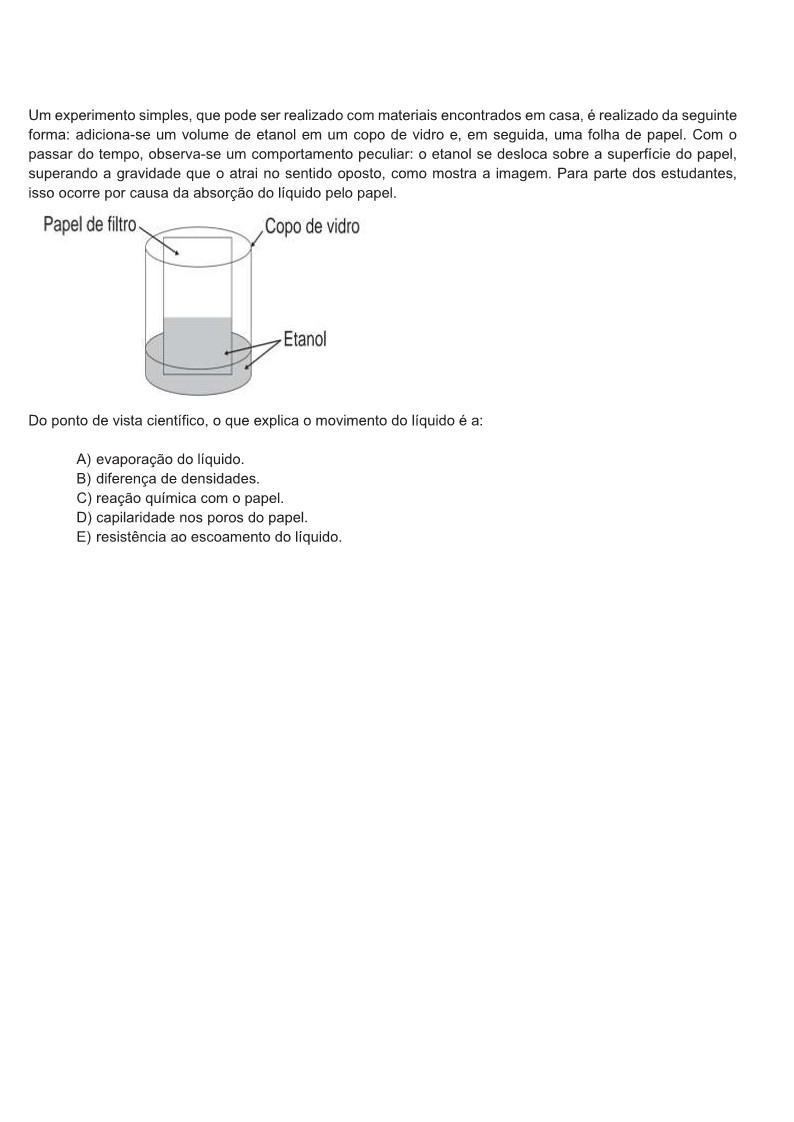 Um experimento simples, que pode ser realizado com materiais encontrados em casa, é realizado da seguinte
forma: adiciona-se um volume de etanol em um copo de vidro e, em seguida, uma folha de papel. Com o
passar do tempo, observa-se um comportamento peculiar: o etanol se desloca sobre a superfície do papel,
superando a gravidade que o atrai no sentido oposto, como mostra a imagem. Para parte dos estudantes,
isso ocorre por causa da absorção do líquido pelo papel.
Papel de filtro
Copo de vidro
Etanol
Do ponto de vista científico, o que explica o movimento do líquido é a:
A) evaporação do líquido.
B) diferença de densidades.
C) reação química com o papel.
D) capilaridade nos poros do papel.
E) resistência ao escoamento do líquido.